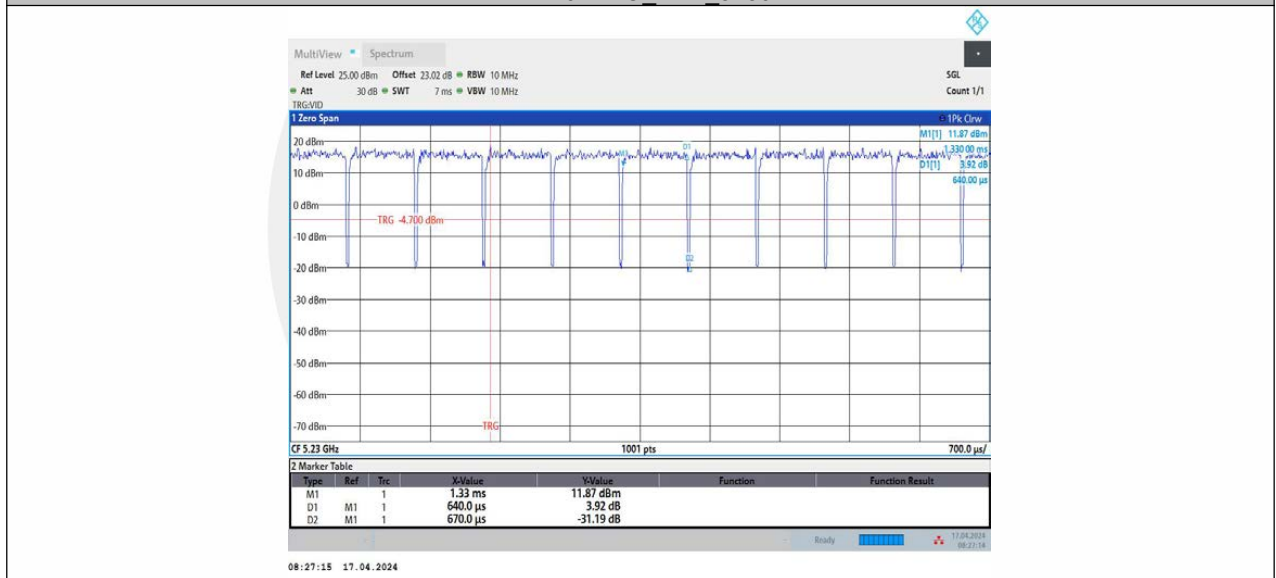 MultiView Spectrum
Ref Level 25.00 dBm Offset 23.02 dB RBW 10 MHz SGL
Att 30 dB SWT 7 ms VBW 10 MHz Count 1/1
TRG:VID
1 Zero Span 1Pk Clrw
M1[1] 11.87 dBm
1.330 00 ms
D1[1] 3.92 dB
640.00 µs
20 dBm
10 dBm
0 dBm
-10 dBm
-20 dBm
-30 dBm
-40 dBm
-50 dBm
-60 dBm
-70 dBm
M1
D1
D2
TRG -4.700 dBm
TRG
CF 5.23 GHz 1001 pts 700.0 µs/
2 Marker Table
Type Ref Trc X-Value Y-Value Function Function Result
M1 1 1.33 ms 11.87 dBm
D1 M1 1 640.0 µs 3.92 dB
D2 M1 1 670.0 µs -31.19 dB
Ready 17.04.2024
08:27:14
08:27:15 17.04.2024